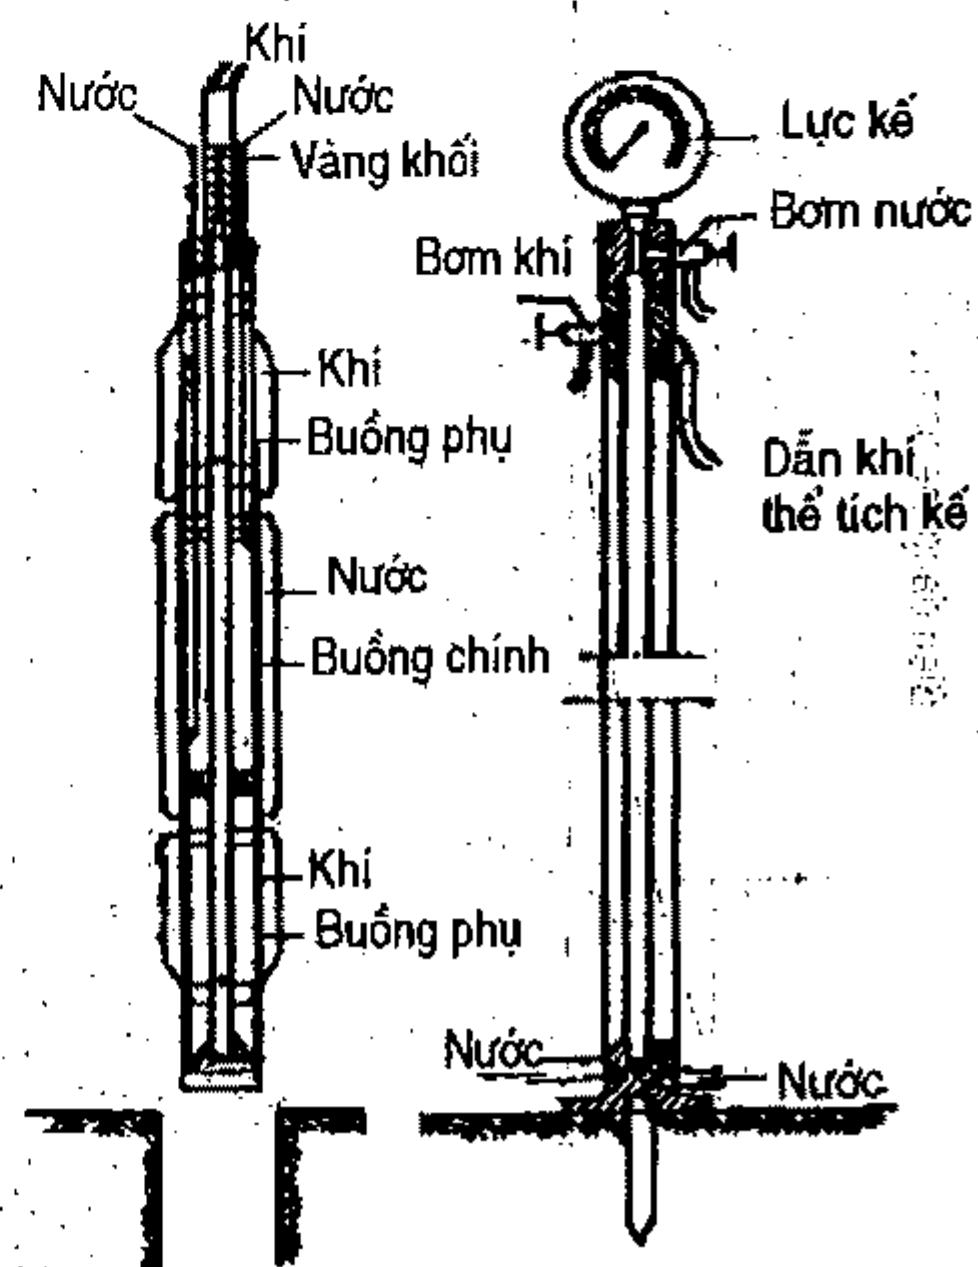 Khí
Nước
Nước
Vàng khối
Khí
Buồng phụ
Nước
Buồng chính
Khí
Buồng phụ
Lực kế
Bơm nước
Bơm khí
Dẫn khí
thể tích kế
Nước
Nước